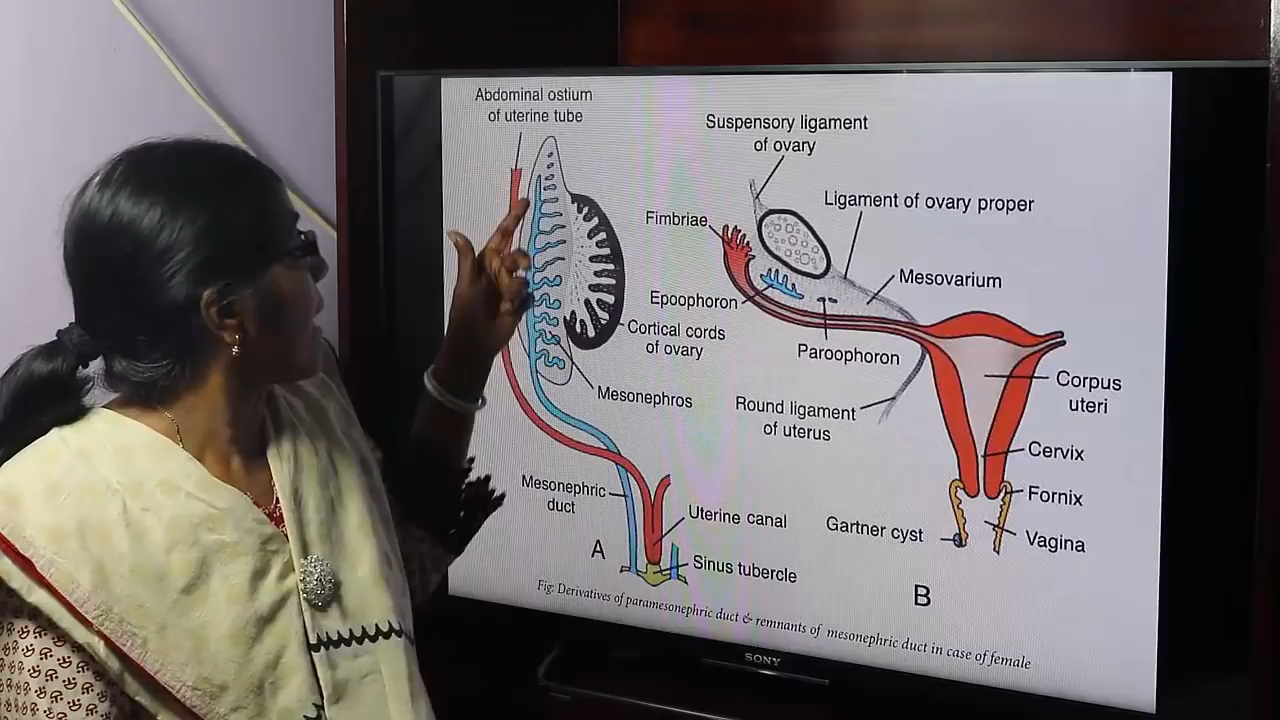 Abdominal ostium
of uterine tube
Suspensory ligament
of ovary
Ligament of ovary proper
Fimbriae
Mesovarium
Epoophoron
Cortical cords
of ovary
Paroophoron
Mesonephros
Round ligament
of uterus
Corpus
uteri
Cervix
Mesonephric
duct
Uterine canal
Fornix
Gartner cyst
Vagina
A
Sinus tubercle
B
Fig: Derivatives of paramesonephric duct & remnants of mesonephric duct in case of female
SONY